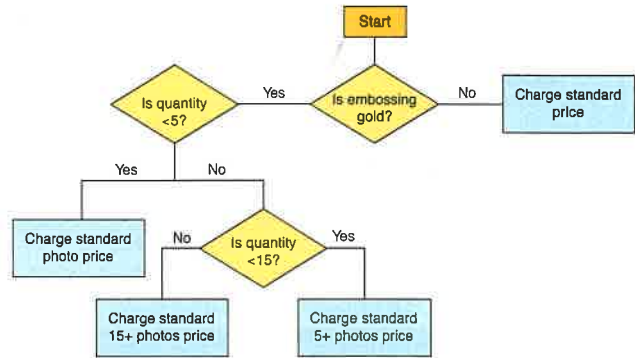 Start
Is embossing
gold?
Yes
No
Is quantity
<5?
Charge standard
price
Yes
No
Charge standard
photo price
Is quantity
<15?
No
Yes
Charge standard
15+ photos price
Charge standard
5+ photos price